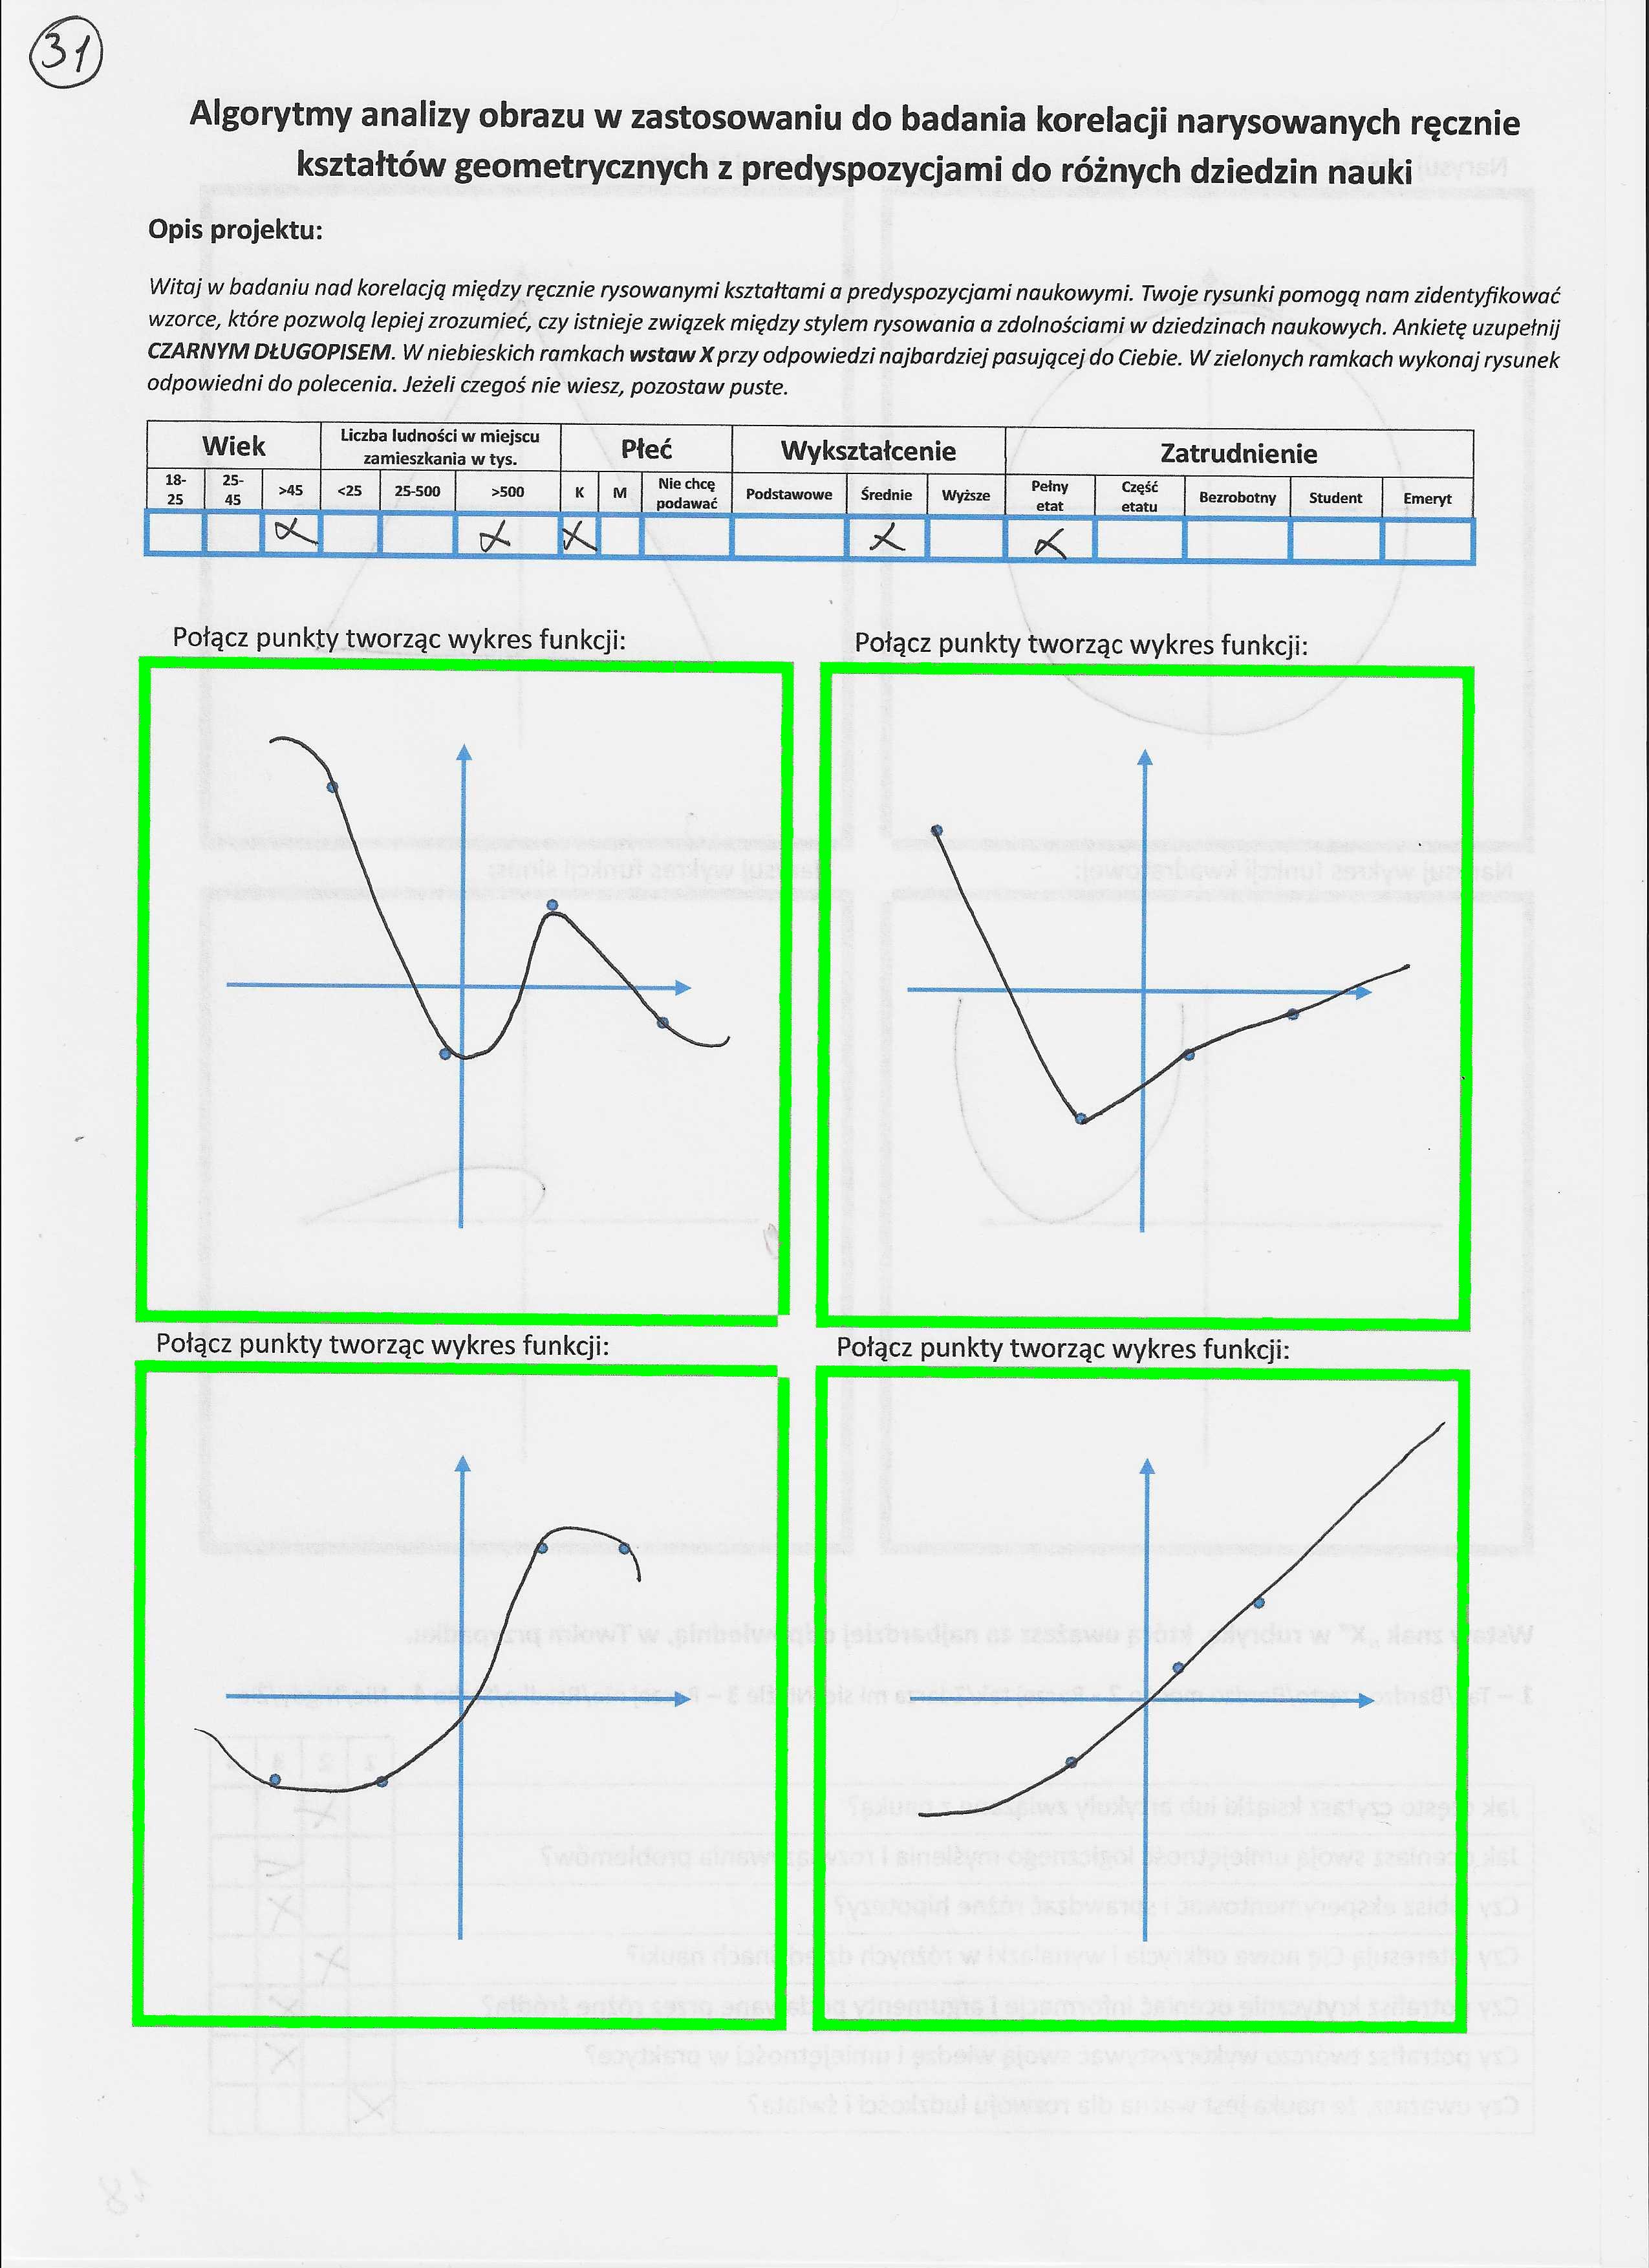 31
Algorytmy analizy obrazu w zastosowaniu do badania korelacji narysowanych ręcznie
kształtów geometrycznych z predyspozycjami do różnych dziedzin nauki
Opis projektu:
Witaj w badaniu nad korelacją między ręcznie rysowanymi kształtami a predyspozycjami naukowymi. Twoje rysunki pomogą nam zidentyfikować
wzorce, które pozwolą lepiej zrozumieć, czy istnieje związek między stylem rysowania a zdolnościami w dziedzinach naukowych. Ankietę uzupełnij
CZARNYM DŁUGOPISEM. W niebieskich ramkach wstaw X przy odpowiedzi najbardziej pasującej do Ciebie. W zielonych ramkach wykonaj rysunek
odpowiedni do polecenia. Jeżeli czegoś nie wiesz, pozostaw puste.
Wiek Liczba ludności w miejscu zamieszkania w tys. Płeć Wykształcenie Zatrudnienie
18-25 25-45 >45 <25 25-500 >500 K M Nie chcę podawać Podstawowe Średnie Wyższe Pełny etat Część etatu Bezrobotny Student Emeryt
X X X X X
Połącz punkty tworząc wykres funkcji: Połącz punkty tworząc wykres funkcji:
Połącz punkty tworząc wykres funkcji: Połącz punkty tworząc wykres funkcji: